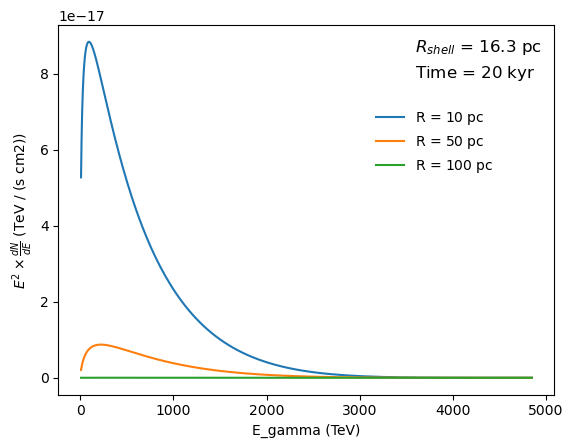 1e−17
R_shell = 16.3 pc
Time = 20 kyr
R = 10 pc
R = 50 pc
R = 100 pc
8
6
4
2
0
E² × dN/dE (TeV / (s cm2))
0 1000 2000 3000 4000 5000
E_gamma (TeV)